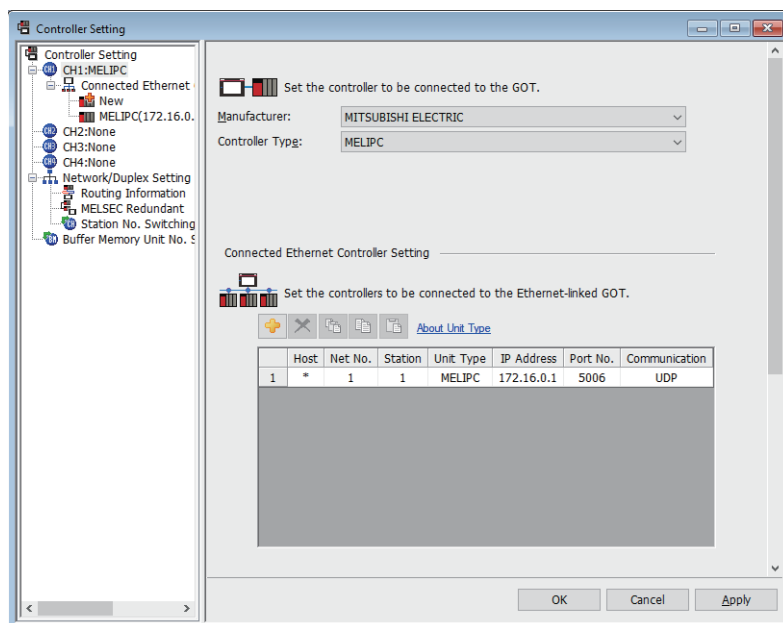 Controller Setting
Controller Setting
CH1:MELIPC
Connected Ethernet
New
MELIPC(172.16.0.
CH2:None
CH3:None
CH4:None
Network/Duplex Setting
Routing Information
MELSEC Redundant
Station No. Switching
Buffer Memory Unit No. S
Set the controller to be connected to the GOT.
Manufacturer: MITSUBISHI ELECTRIC
Controller Type: MELIPC
Connected Ethernet Controller Setting
Set the controllers to be connected to the Ethernet-linked GOT.
About Unit Type
Host Net No. Station Unit Type IP Address Port No. Communication
1 * 1 1 MELIPC 172.16.0.1 5006 UDP
OK Cancel Apply